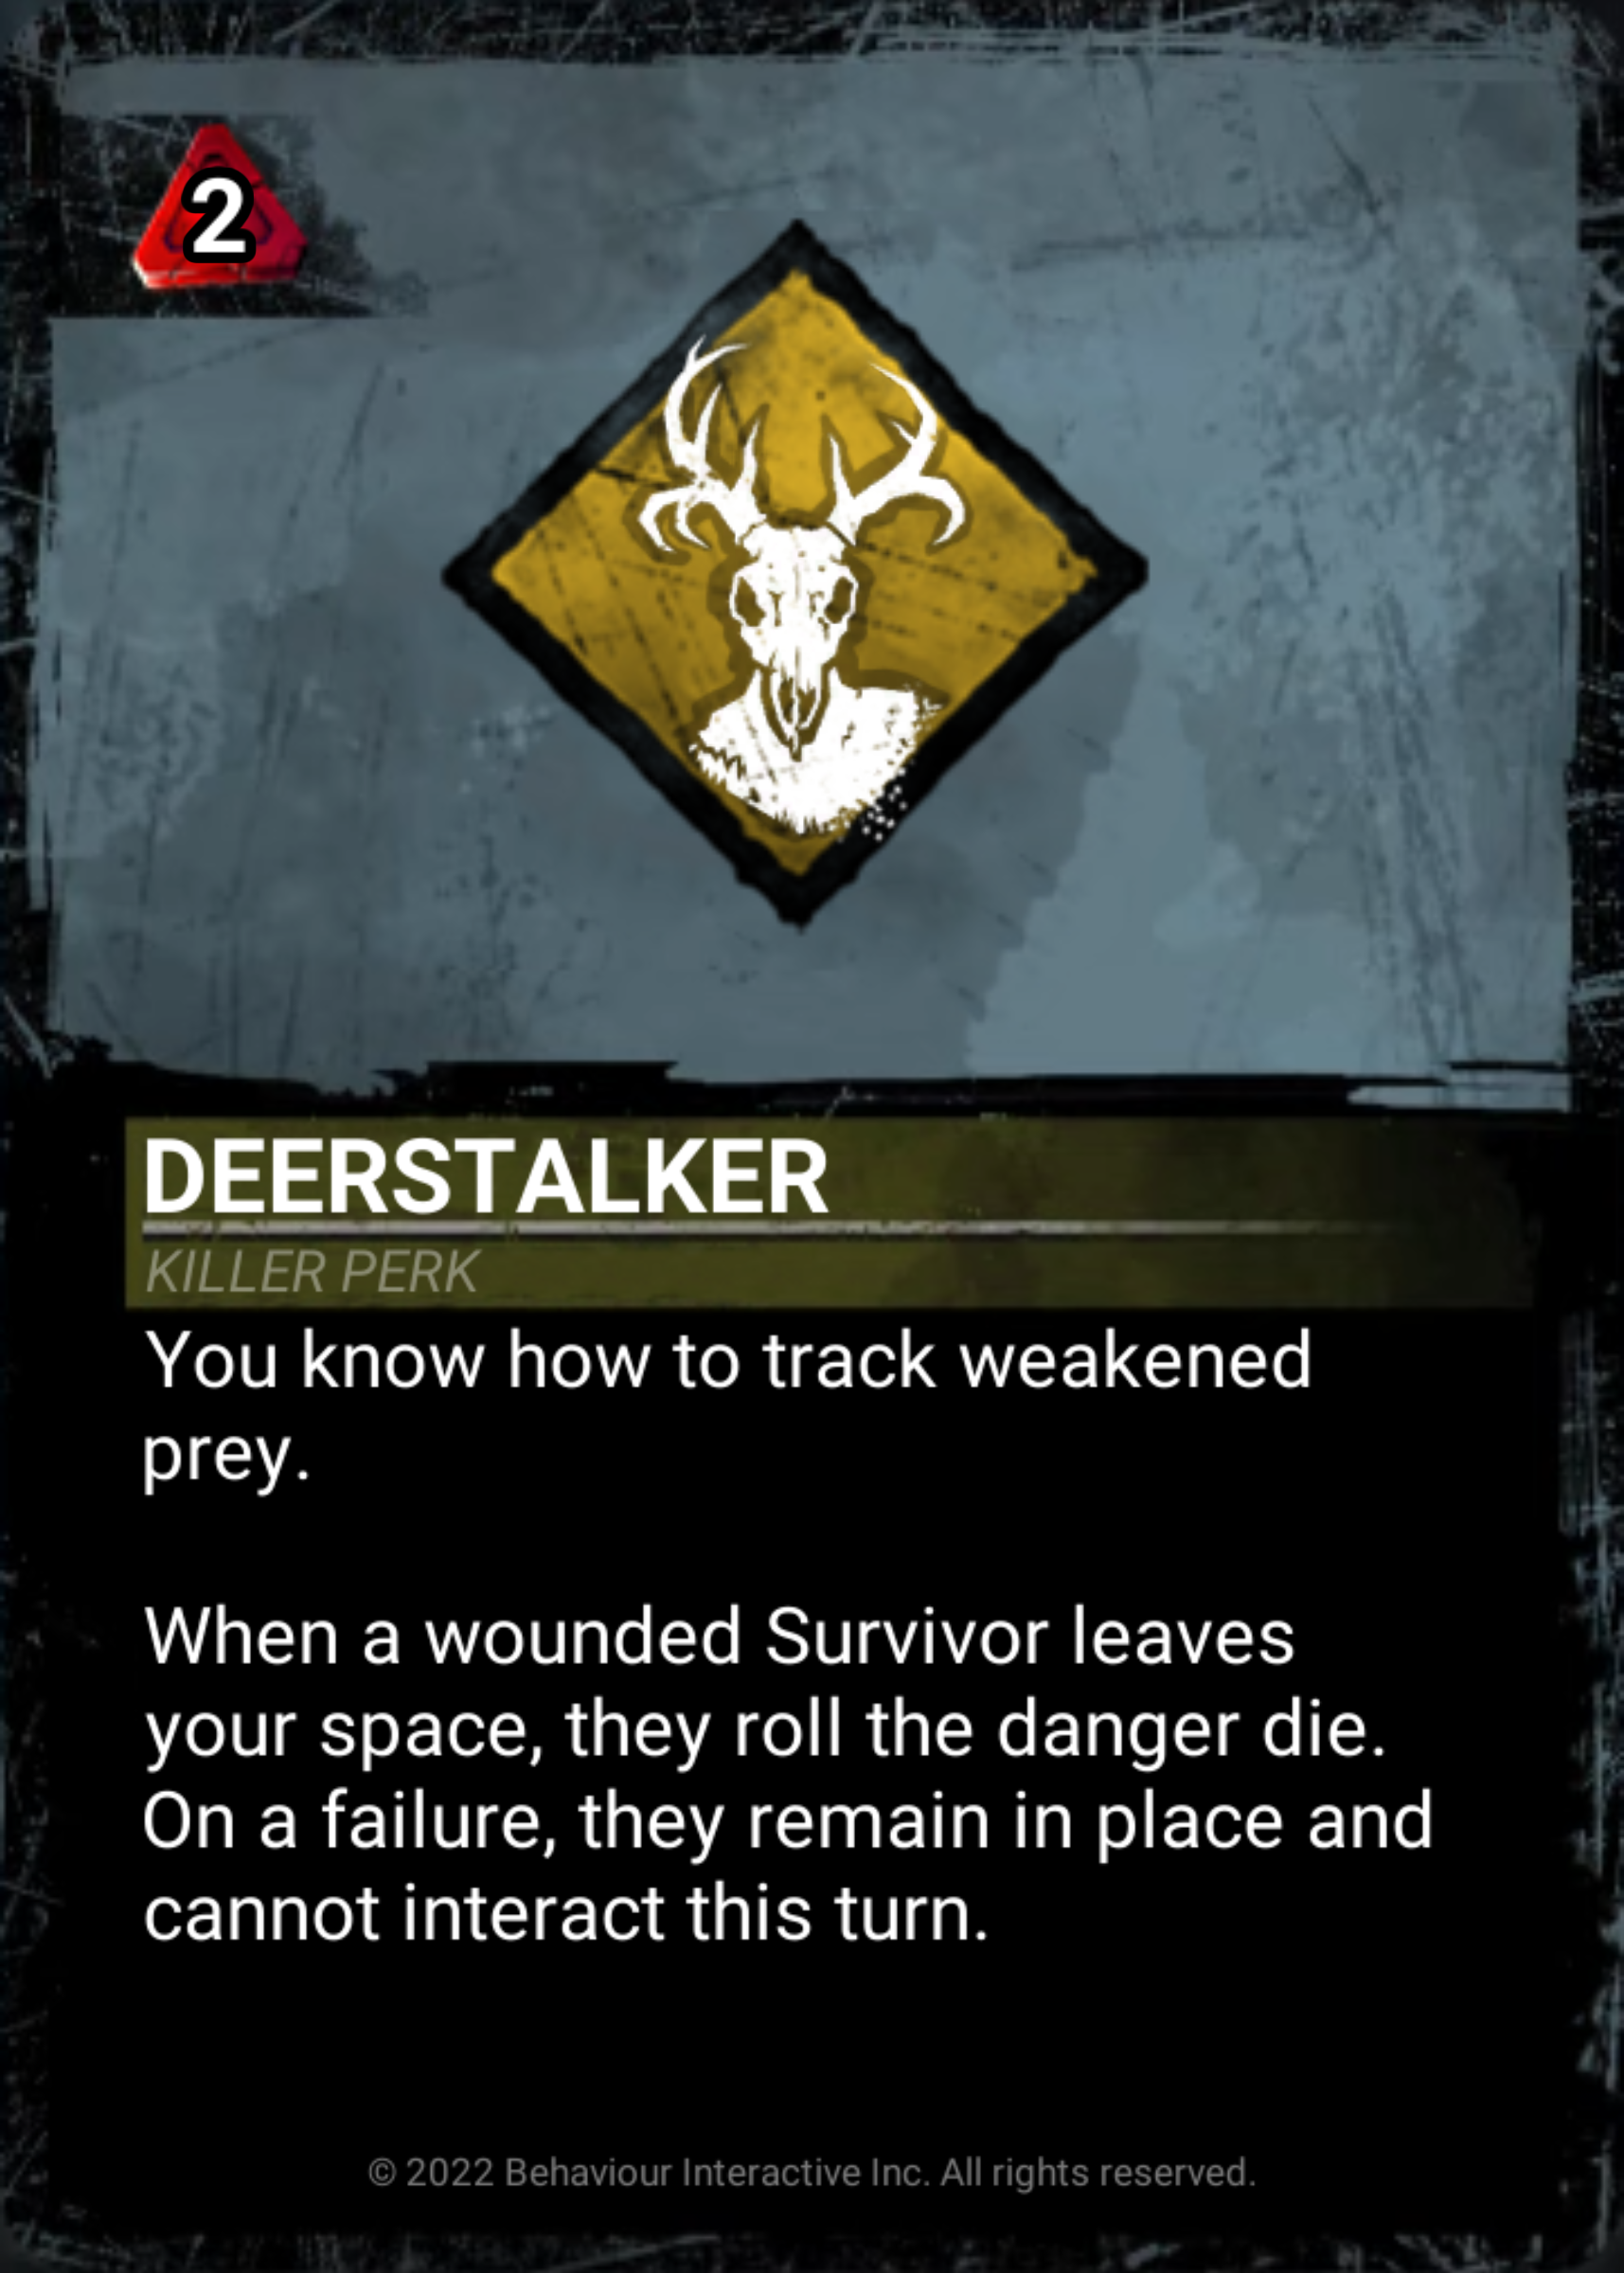 2
DEERSTALKER
KILLER PERK
You know how to track weakened
prey.
When a wounded Survivor leaves
your space, they roll the danger die.
On a failure, they remain in place and
cannot interact this turn.
© 2022 Behaviour Interactive Inc. All rights reserved.